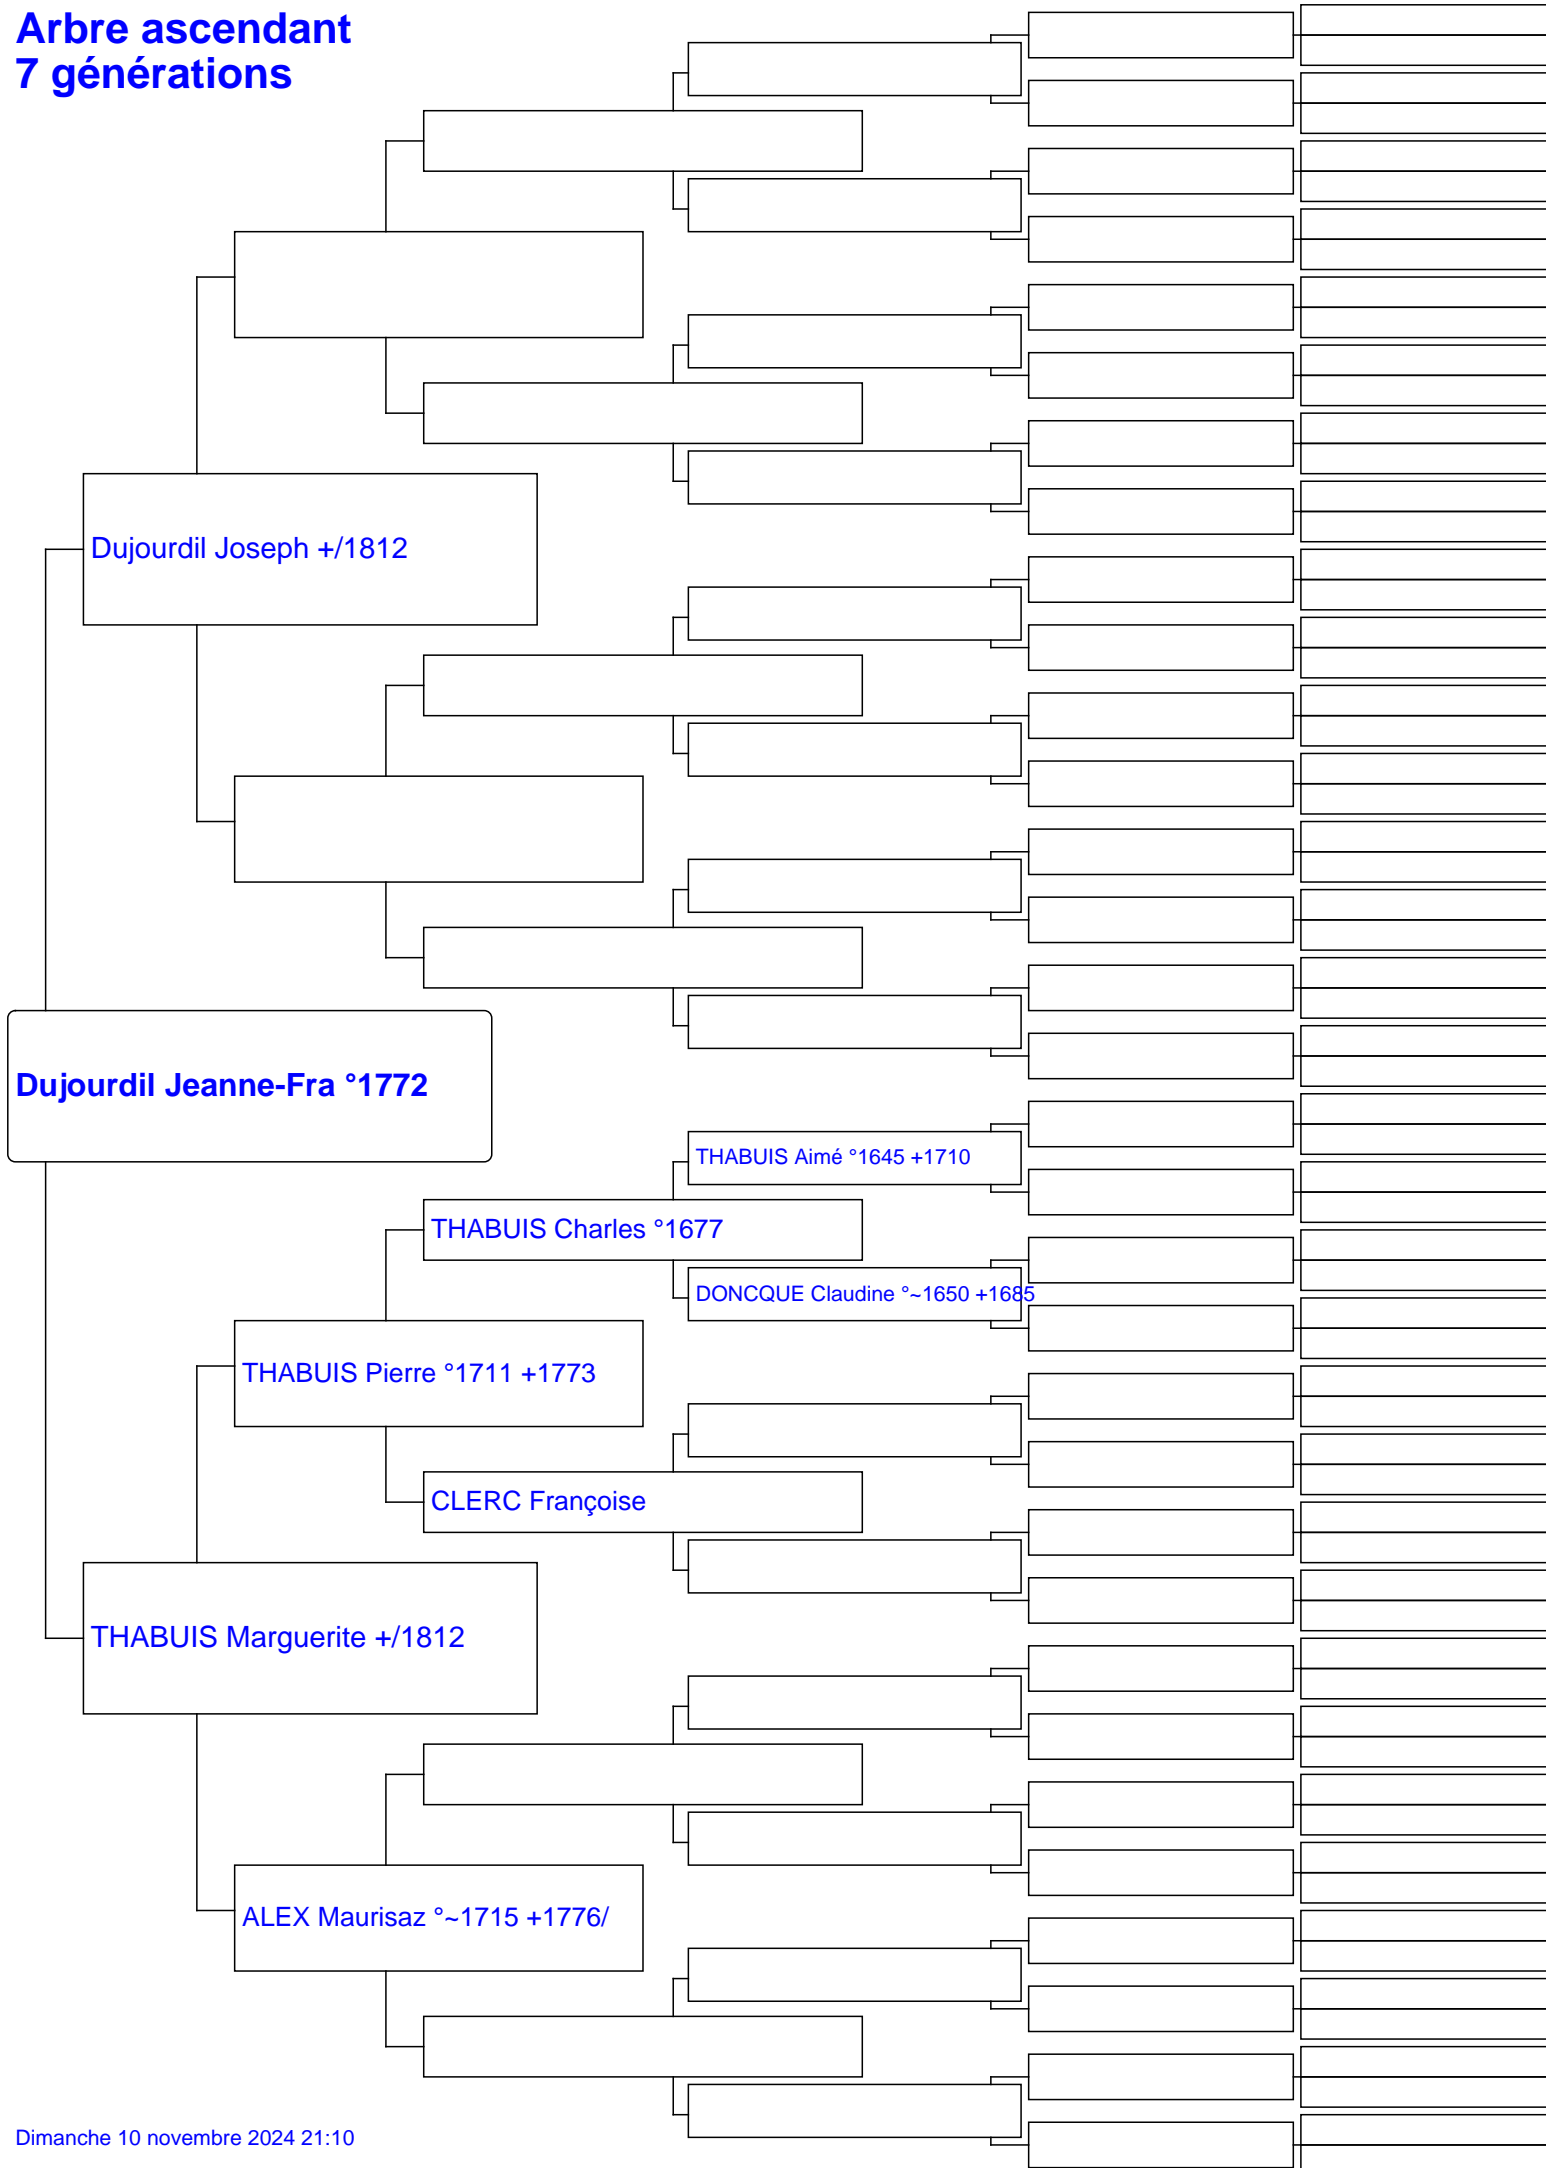 Arbre ascendant
7 générations
Dujourdil Joseph +/1812
Dujourdil Jeanne-Fra °1772
THABUIS Aimé °1645 +1710
THABUIS Charles °1677
DONCQUE Claudine °~1650 +1685
THABUIS Pierre °1711 +1773
CLERC Françoise
THABUIS Marguerite +/1812
ALEX Maurisaz °~1715 +1776/
Dimanche 10 novembre 2024 21:10